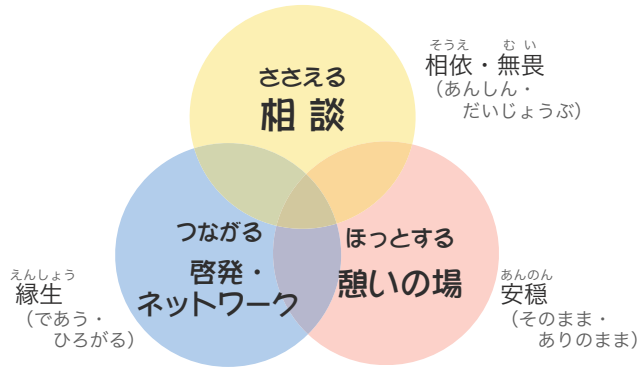 ささえる
相談
そうえ むい
相依・無畏
（あんしん・
だいじょうぶ）
つながる
啓発・
ネットワーク
えんしょう
縁生
（であう・
ひろがる）
ほっとする
憩いの場
あんのん
安穏
（そのまま・
ありのまま）